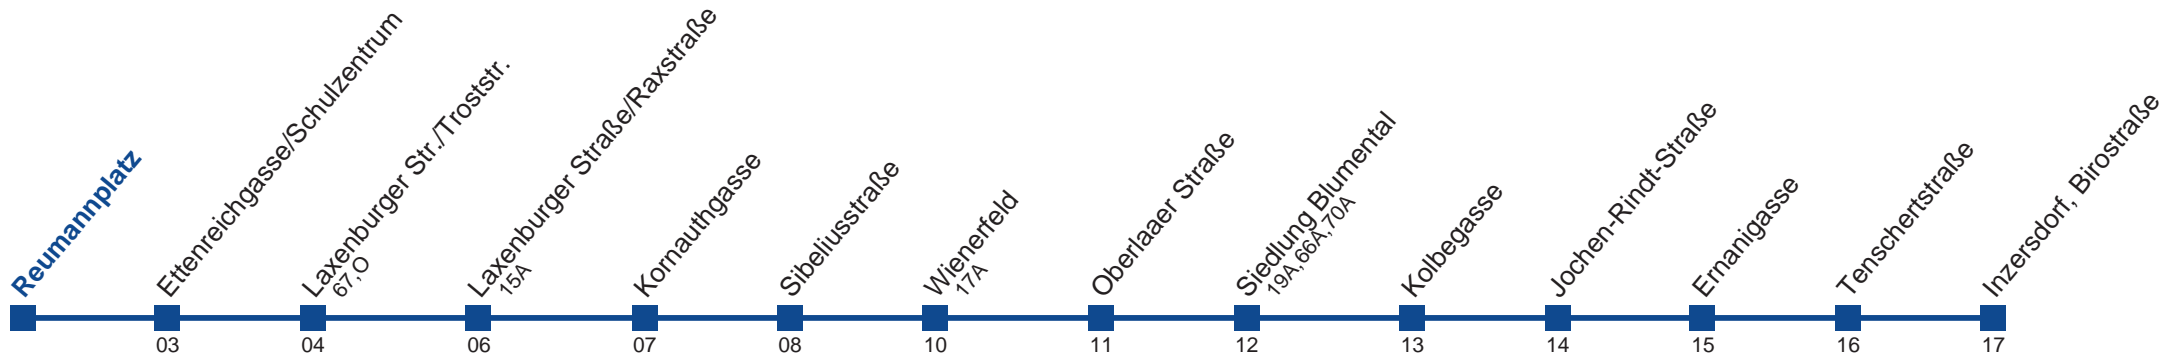 Reumannplatz
Ettenreichgasse/Schulzentrum
03
Laxenburger Str./Troststr.
67,O
04
Laxenburger Straße/Raxstraße
15A
06
Kornauthgasse
07
Sibeliusstraße
08
Wienerfeld
17A
10
Oberlaaer Straße
11
Siedlung Blumental
19A,66A,70A
12
Kolbegasse
13
Jochen-Rindt-Straße
14
Ernanigasse
15
Tenschertstraße
16
Inzersdorf, Birostraße
17